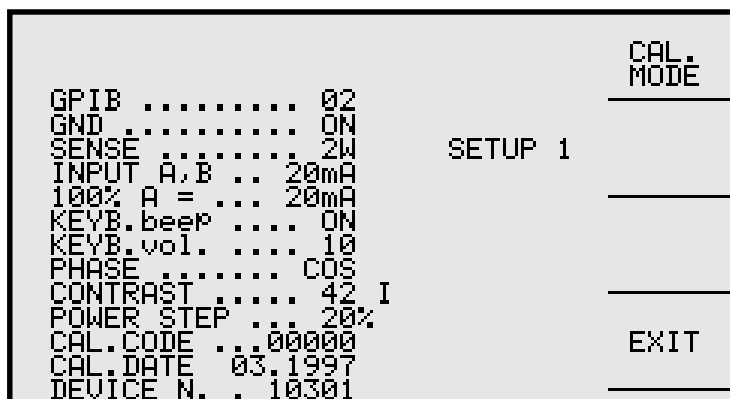 CAL.
MODE
GPIB ......... 02
GND .......... ON
SENSE ........ 2W
SETUP 1
INPUT A,B .. 20mA
100% A = ... 20mA
KEYB.beep .... ON
KEYB.vol. .... 10
PHASE ....... COS
CONTRAST ..... 42 I
POWER STEP ... 20%
CAL.CODE ...00000
EXIT
CAL.DATE 03.1997
DEVICE N. . 10301